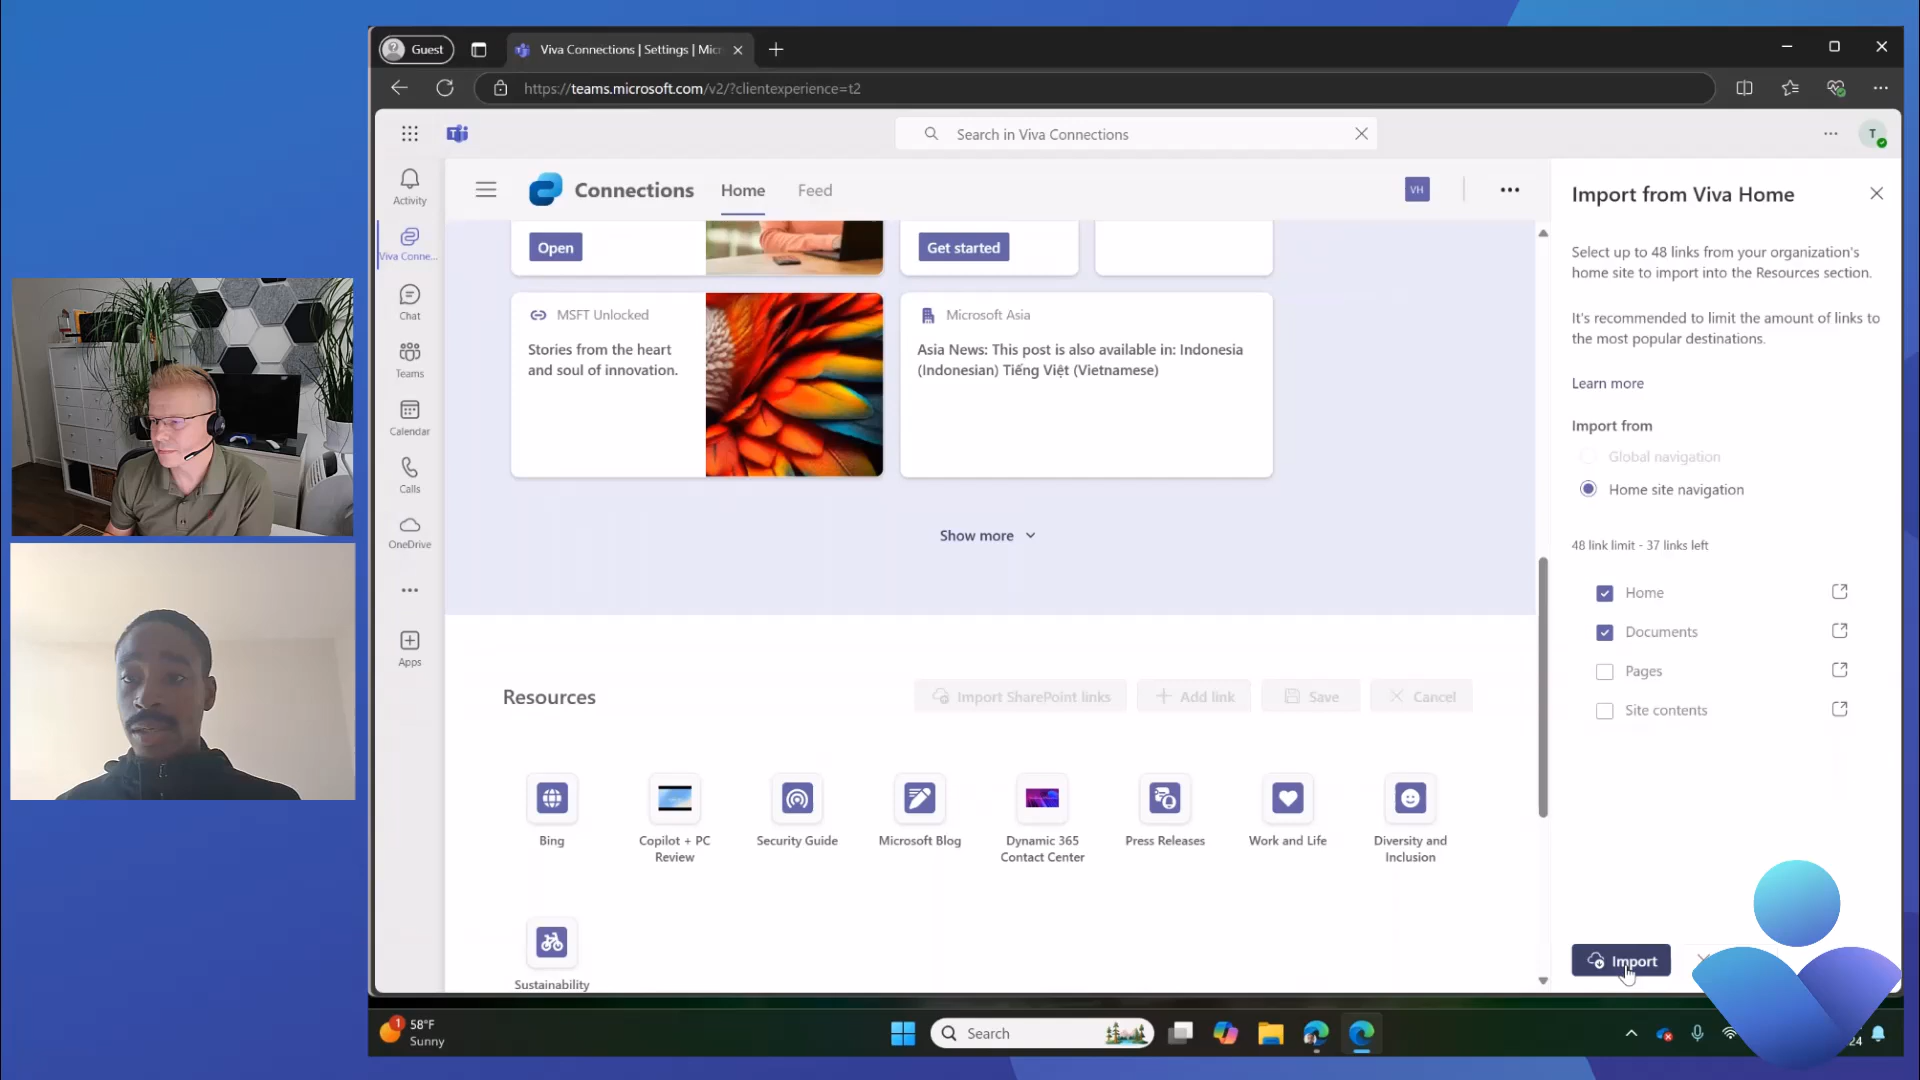 Guest
Viva Connections | Settings | Micr
https://teams.microsoft.com/v2/?clientexperience=t2
Search in Viva Connections
T
Activity
Viva Conne...
Chat
Teams
Calendar
Calls
OneDrive
Apps
Connections
Home
Feed
VH
Open
Get started
MSFT Unlocked
Stories from the heart
and soul of innovation.
Microsoft Asia
Asia News: This post is also available in: Indonesia
(Indonesian) Tiếng Việt (Vietnamese)
Show more
Resources
Import SharePoint links
Add link
Save
Cancel
Bing
Copilot + PC
Review
Security Guide
Microsoft Blog
Dynamic 365
Contact Center
Press Releases
Work and Life
Diversity and
Inclusion
Sustainability
Import from Viva Home
Select up to 48 links from your organization's
home site to import into the Resources section.
It's recommended to limit the amount of links to
the most popular destinations.
Learn more
Import from
Global navigation
Home site navigation
48 link limit - 37 links left
Home
Documents
Pages
Site contents
Import
1
58°F
Sunny
Search
24